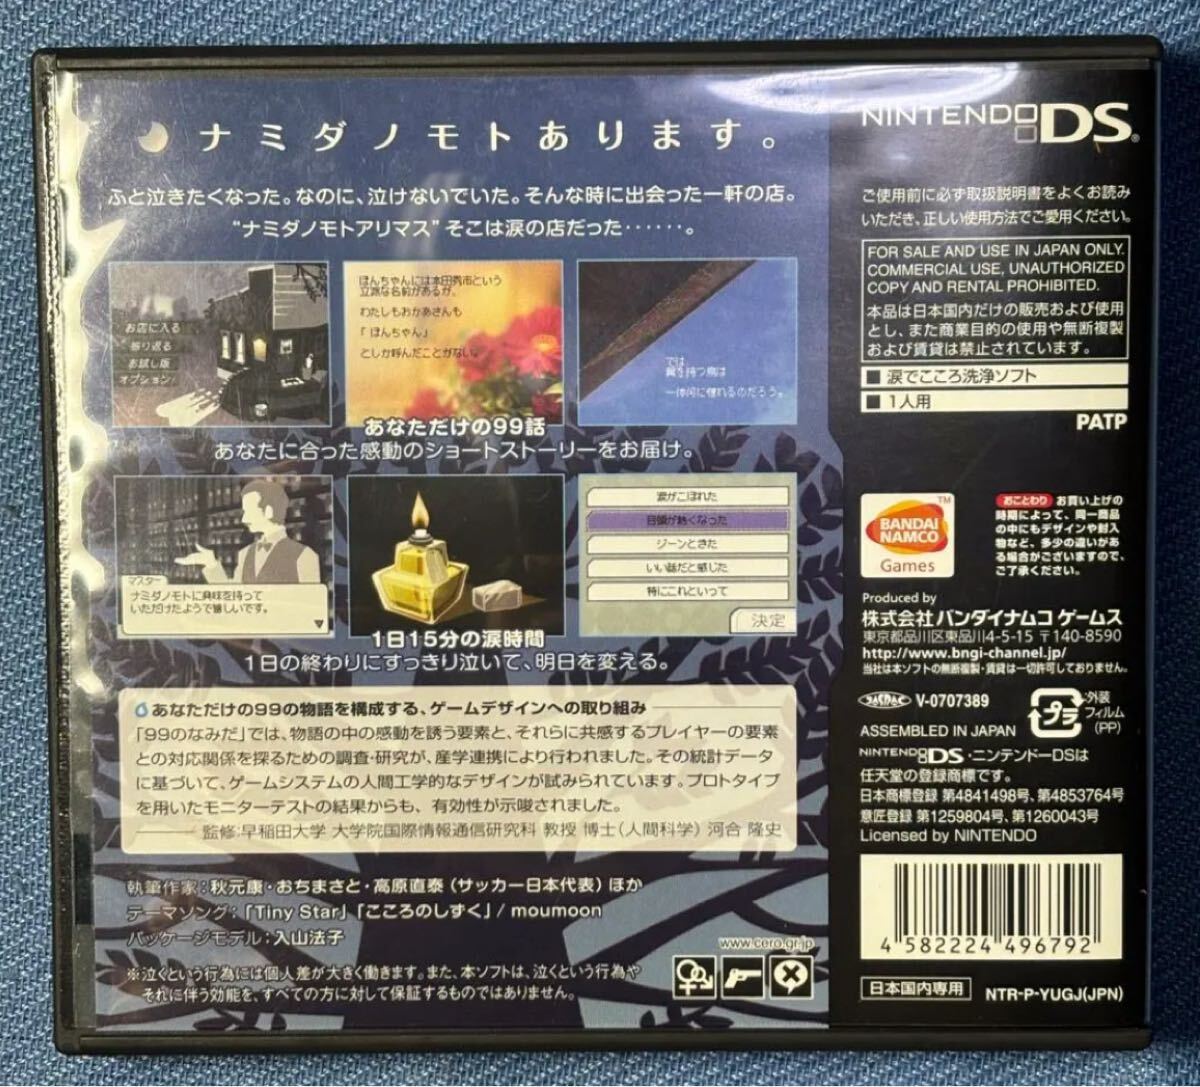 ナミダノモトあります。
ふと泣きたくなった。なのに、泣けないでいた。そんな時に出会った一軒の店。
“ナミダノモトアリマス”そこは涙の店だった‥‥‥。
お店に入る
振り返る
お試し版
オプション
ほんちゃんには本田秀市という
立派な名前があるが、
わたしもおかあさんも
「ほんちゃん」
としか呼んだことがない。
では
翼を持つ鳥は
一体何に憧れるのだろう。
あなただけの99話
あなたに合った感動のショートストーリーをお届け。
マスター
ナミダノモトに興味を持って
いただけたようで嬉しいです。
涙がこぼれた
目頭が熱くなった
ジーンときた
いい話だと感じた
特にこれといって
決定
1日15分の涙時間
1日の終わりにすっきり泣いて、明日を変える。
あなただけの99の物語を構成する、ゲームデザインへの取り組み
「99のなみだ」では、物語の中の感動を誘う要素と、それらに共感するプレイヤーの要素
との対応関係を探るための調査・研究が、産学連携により行われました。その統計データ
に基づいて、ゲームシステムの人間工学的なデザインが試みられています。プロトタイプ
を用いたモニターテストの結果からも、有効性が示唆されました。
監修:早稲田大学 大学院国際情報通信研究科 教授 博士(人間科学) 河合 隆史
執筆作家:秋元康・おちまさと・高原直泰(サッカー日本代表)ほか
テーマソング:「Tiny Star」「こころのしずく」/ moumoon
パッケージモデル:入山法子
※泣くという行為には個人差が大きく働きます。また、本ソフトは、泣くという行為や
それに伴う効能を、すべての方に対して保証するものではありません。
www.cero.gr.jp
NINTENDO DS®
ご使用前に必ず取扱説明書をよくお読み
いただき、正しい使用方法でご愛用ください。
FOR SALE AND USE IN JAPAN ONLY.
COMMERCIAL USE, UNAUTHORIZED
COPY AND RENTAL PROHIBITED.
本品は日本国内だけの販売および使用
とし、また商業目的の使用や無断複製
および賃貸は禁止されています。
■ 涙でこころ洗浄ソフト
■ 1人用
PATP
BANDAI
NAMCO
Games
TM
おことわり お買い上げの
時期によって、同一商品
の中にもデザインや封入
物など、多少の違いがあ
る場合がございますので、
ご了承ください。
Produced by
株式会社 バンダイナムコ ゲームス
東京都品川区東品川4-5-15 〒140-8590
http://www.bngi-channel.jp/
当社は本ソフトの無断複製・賃貸は一切許可しておりません。
JASRAC V-0707389
プラ
外装
フィルム
(PP)
ASSEMBLED IN JAPAN
NINTENDO DS・ニンテンドーDSは
任天堂の登録商標です。
日本商標登録 第4841498号、第4853764号
意匠登録 第1259804号、第1260043号
Licensed by NINTENDO
4 582224 496792
日本国内専用
NTR-P-YUGJ(JPN)